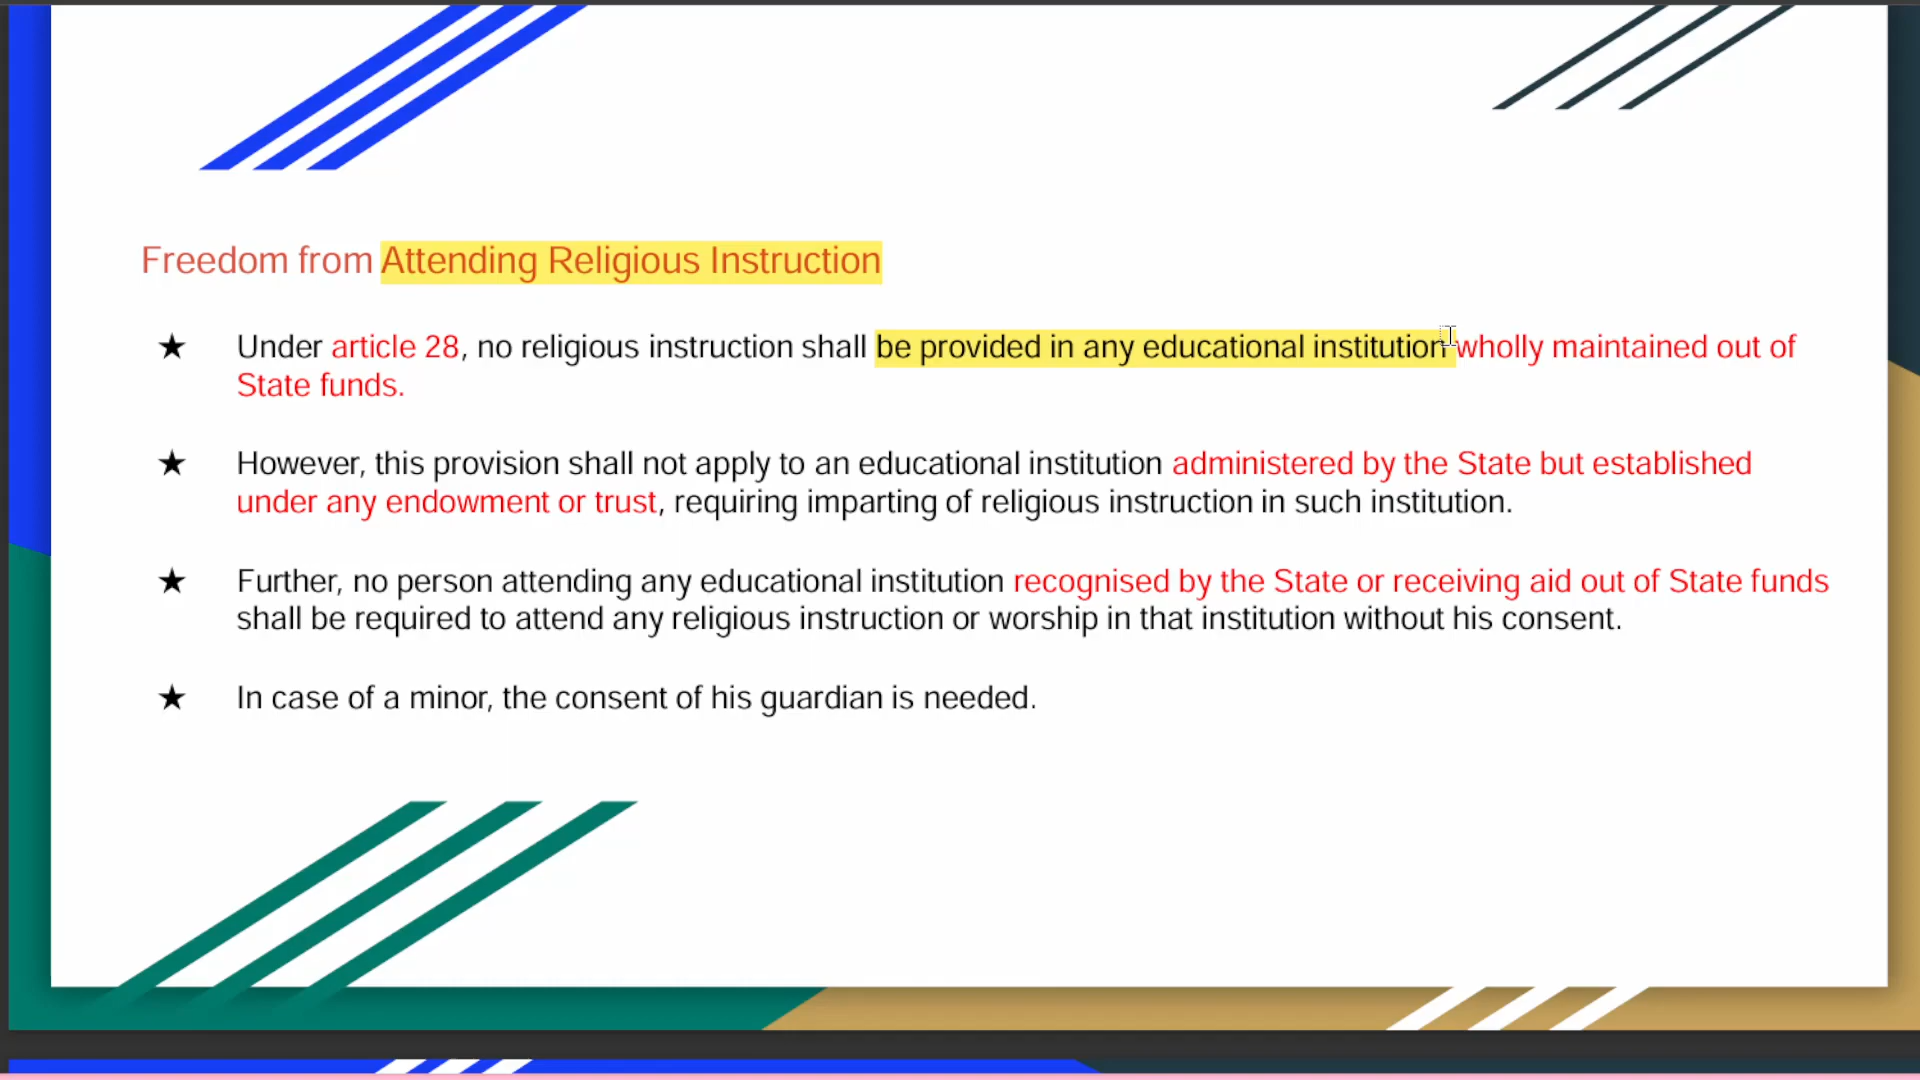 Freedom from Attending Religious Instruction
★ Under article 28, no religious instruction shall be provided in any educational institution wholly maintained out of
State funds.
★ However, this provision shall not apply to an educational institution administered by the State but established
under any endowment or trust, requiring imparting of religious instruction in such institution.
★ Further, no person attending any educational institution recognised by the State or receiving aid out of State funds
shall be required to attend any religious instruction or worship in that institution without his consent.
★ In case of a minor, the consent of his guardian is needed.